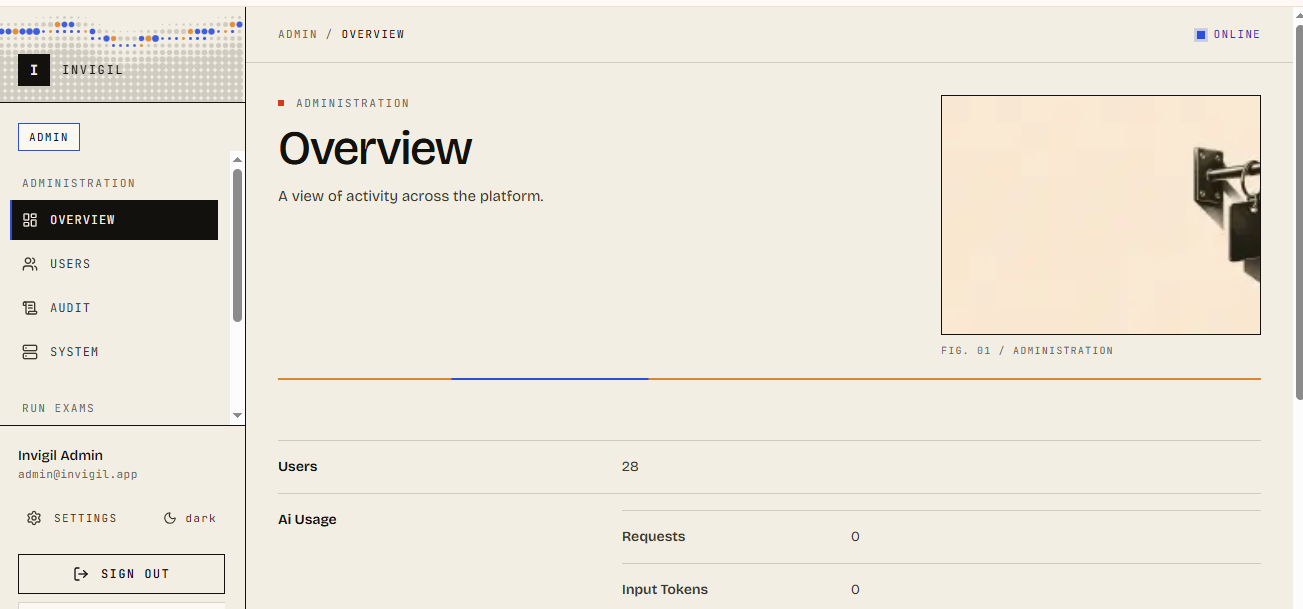 I INVIGIL
ADMIN
ADMINISTRATION
OVERVIEW
USERS
AUDIT
SYSTEM
RUN EXAMS
Invigil Admin
admin@invigil.app
SETTINGS
dark
SIGN OUT
ADMIN / OVERVIEW
ONLINE
ADMINISTRATION
Overview
A view of activity across the platform.
FIG. 01 / ADMINISTRATION
Users 28
Ai Usage
Requests 0
Input Tokens 0